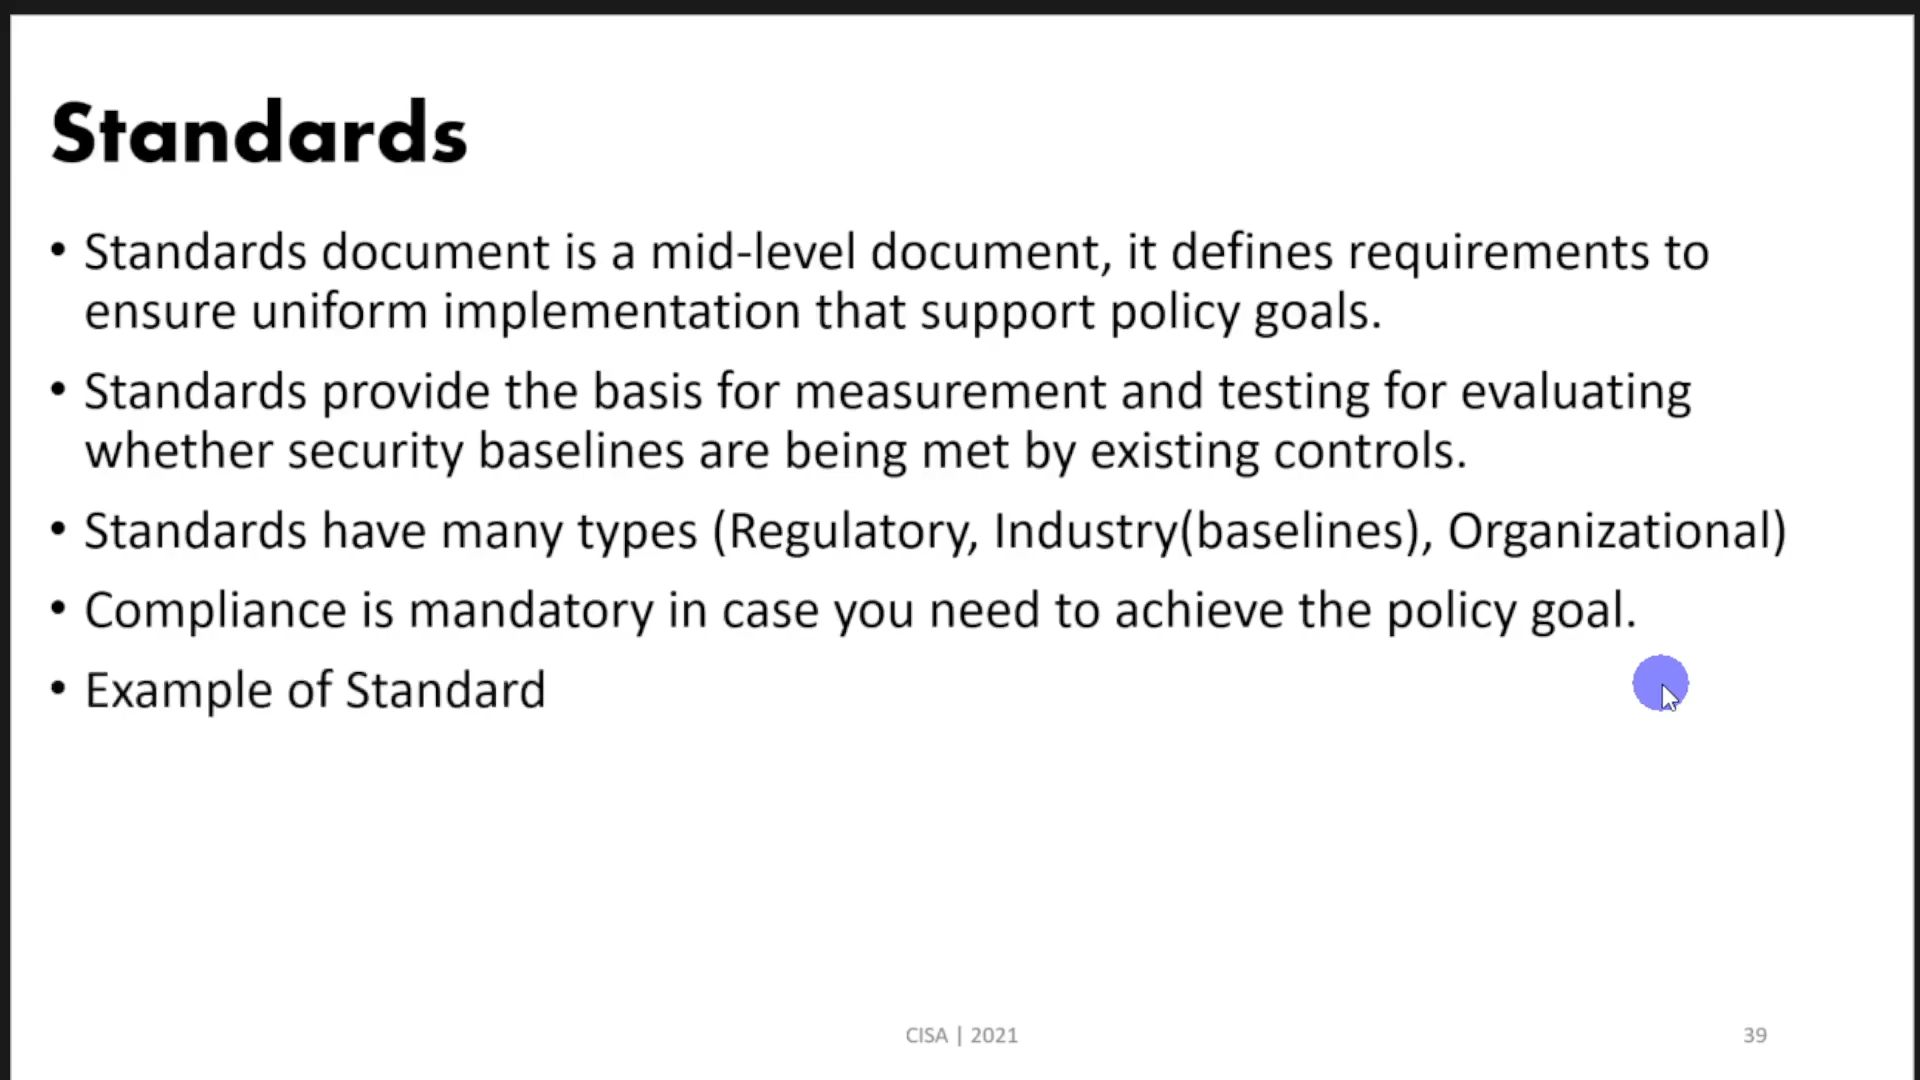 Standards
• Standards document is a mid-level document, it defines requirements to
ensure uniform implementation that support policy goals.
• Standards provide the basis for measurement and testing for evaluating
whether security baselines are being met by existing controls.
• Standards have many types (Regulatory, Industry(baselines), Organizational)
• Compliance is mandatory in case you need to achieve the policy goal.
• Example of Standard
CISA | 2021
39